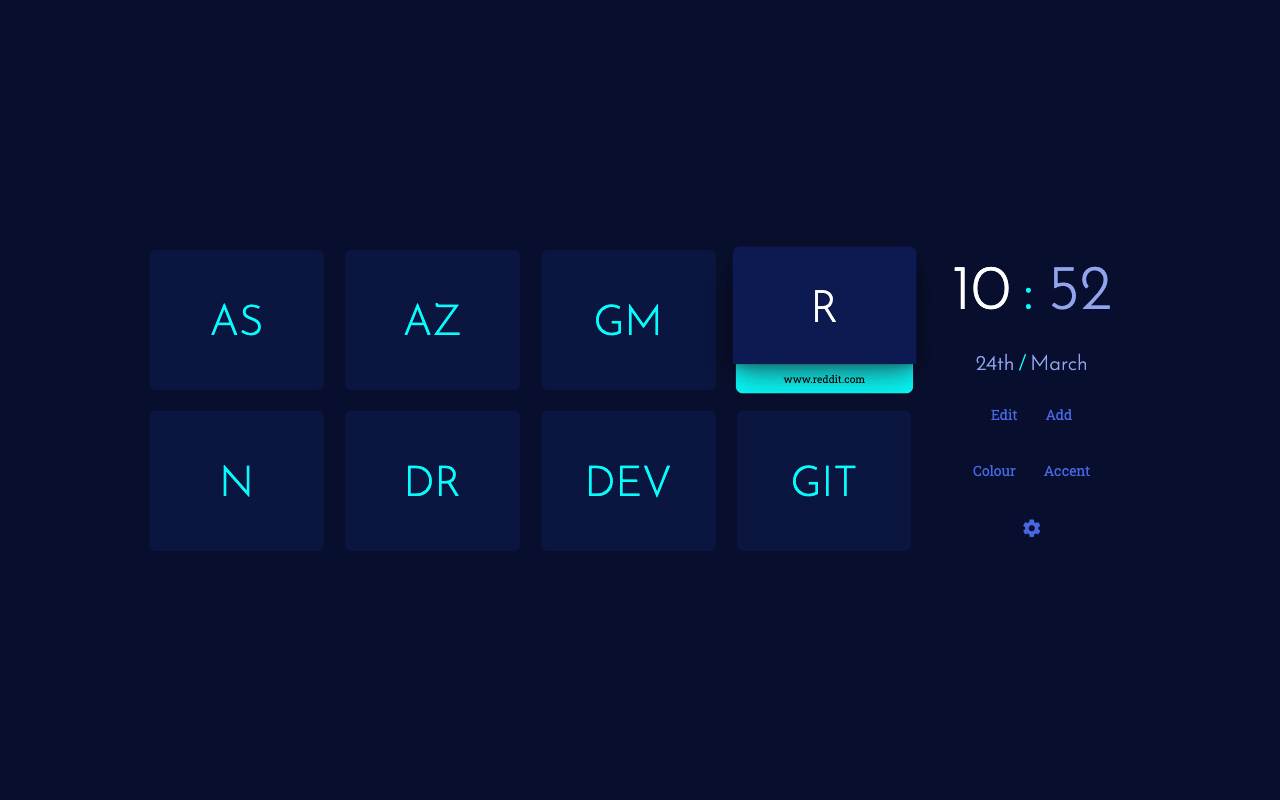 AS
AZ
GM
R
www.reddit.com
N
DR
DEV
GIT
10 : 52
24th / March
Edit Add
Colour Accent